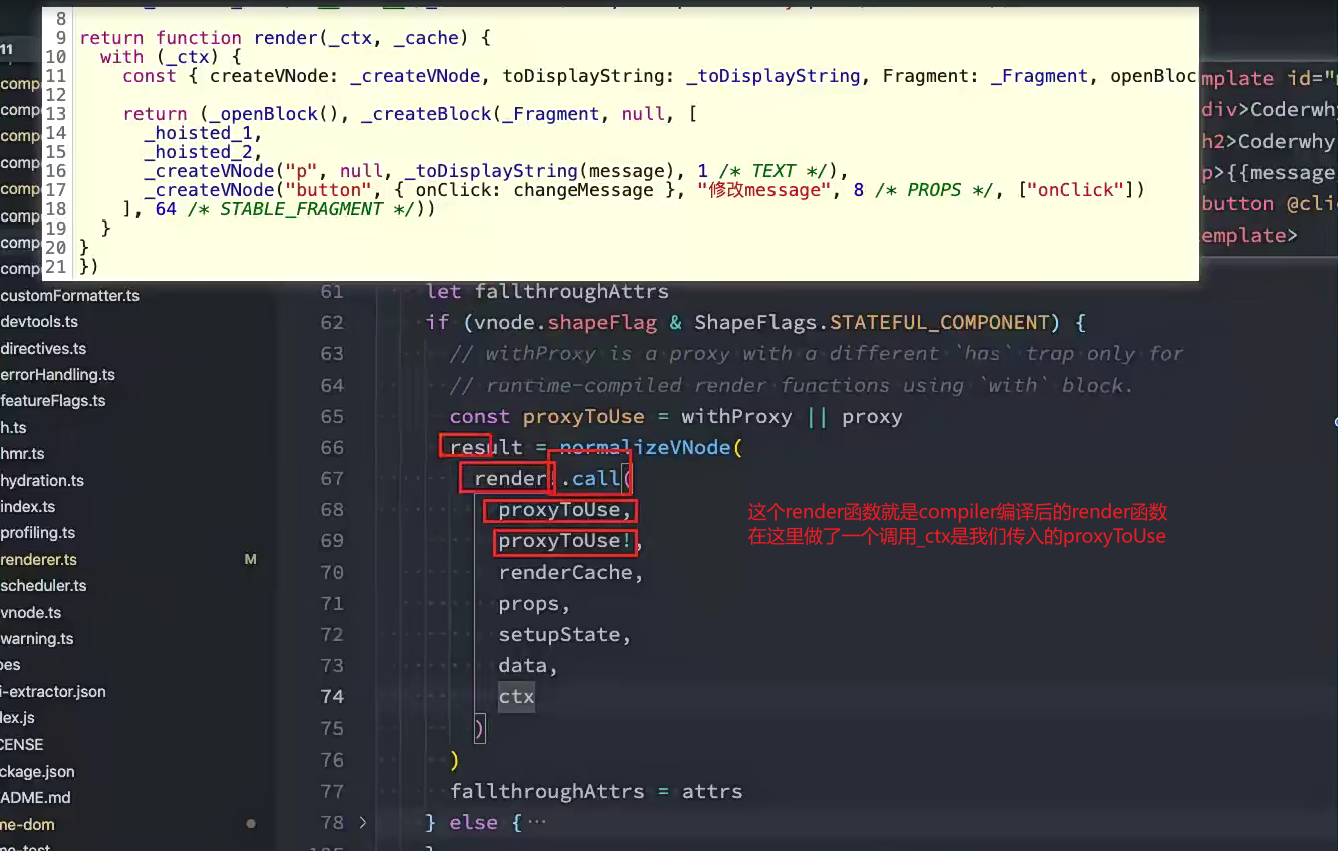 8
9 return function render(_ctx, _cache) {
10 with (_ctx) {
11 const { createVNode: _createVNode, toDisplayString: _toDisplayString, Fragment: _Fragment, openBloc
12
13 return (_openBlock(), _createBlock(_Fragment, null, [
14 _hoisted_1,
15 _hoisted_2,
16 _createVNode("p", null, _toDisplayString(message), 1 /* TEXT */),
17 _createVNode("button", { onClick: changeMessage }, "修改message", 8 /* PROPS */, ["onClick"])
18 ], 64 /* STABLE_FRAGMENT */))
19 }
20 }
21 })
mplate id="
div>Coderwhy
h2>Coderwhy
p>{{message
button @cli
emplate>
11
comp
comp
comp
comp
comp
comp
comp
comp
customFormatter.ts
devtools.ts
directives.ts
errorHandling.ts
featureFlags.ts
h.ts
hmr.ts
hydration.ts
index.ts
profiling.ts
renderer.ts M
scheduler.ts
vnode.ts
warning.ts
es
i-extractor.json
lex.js
CENSE
ckage.json
ADME.md
me-dom
me-test
61 let fallthroughAttrs
62 if (vnode.shapeFlag & ShapeFlags.STATEFUL_COMPONENT) {
63 // withProxy is a proxy with a different `has` trap only for
64 // runtime-compiled render functions using `with` block.
65 const proxyToUse = withProxy || proxy
66 result = normalizeVNode(
67 render!.call(
68 proxyToUse,
69 proxyToUse!,
70 renderCache,
71 props,
72 setupState,
73 data,
74 ctx
75 )
76 )
77 fallthroughAttrs = attrs
78 > } else { ···
这个render函数就是compiler编译后的render函数
在这里做了一个调用_ctx是我们传入的proxyToUse